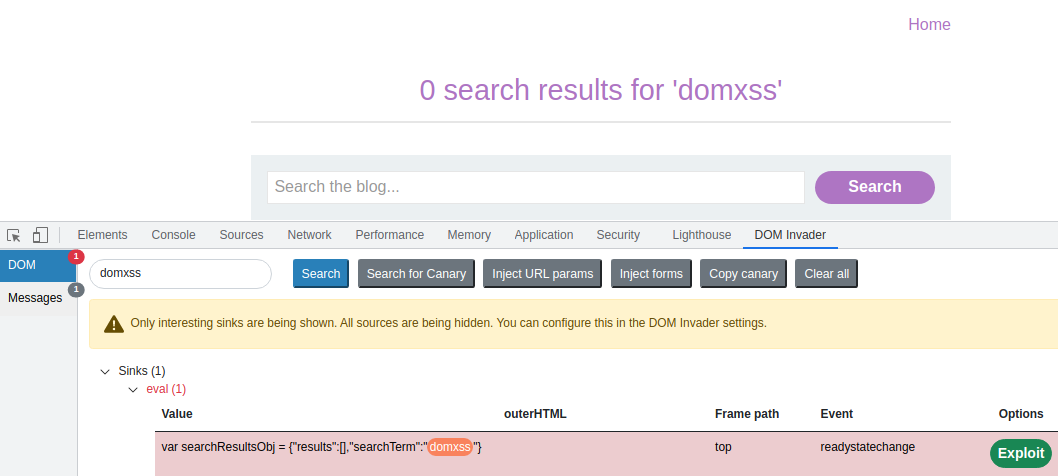 Home
0 search results for 'domxss'
Search the blog... Search
Elements Console Sources Network Performance Memory Application Security Lighthouse DOM Invader
DOM 1
domxss Search Search for Canary Inject URL params Inject forms Copy canary Clear all
Messages 1
Only interesting sinks are being shown. All sources are being hidden. You can configure this in the DOM Invader settings.
Sinks (1)
eval (1)
Value outerHTML Frame path Event Options
var searchResultsObj = {"results":[],"searchTerm":"domxss"} top readystatechange Exploit